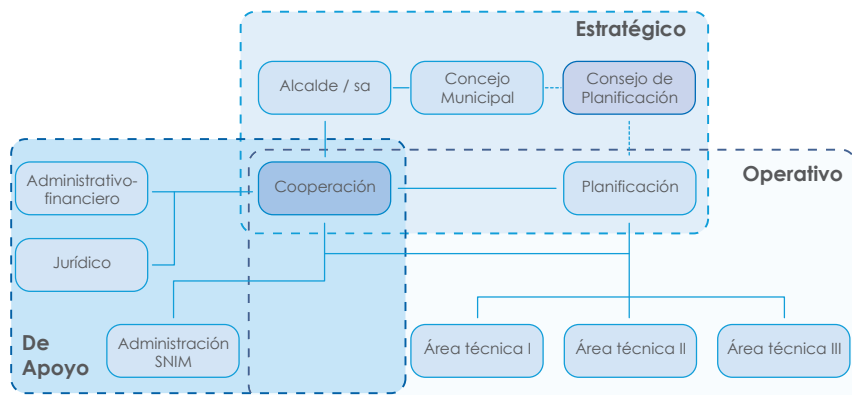 Estratégico
Alcalde / sa
Concejo
Municipal
Consejo de
Planificación
Operativo
Administrativo-
financiero
Cooperación
Planificación
Jurídico
De
Apoyo
Administración
SNIM
Área técnica I
Área técnica II
Área técnica III